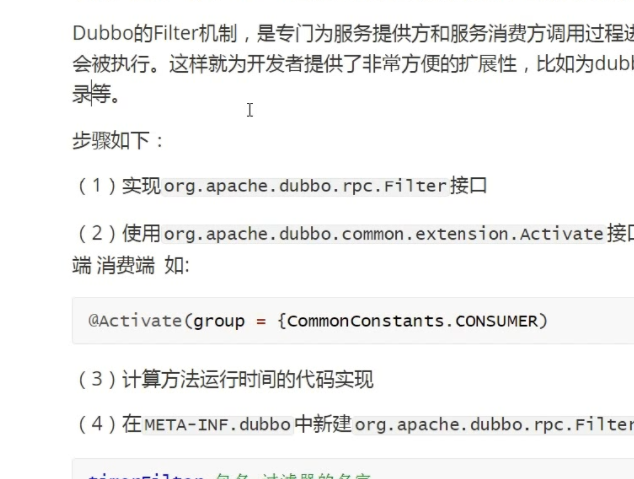 Dubbo的Filter机制，是专门为服务提供方和服务消费方调用过程进
会被执行。这样就为开发者提供了非常方便的扩展性，比如为dubb
录等。
步骤如下：
（1）实现org.apache.dubbo.rpc.Filter接口
（2）使用org.apache.dubbo.common.extension.Activate接口
端 消费端 如:
@Activate(group = {CommonConstants.CONSUMER)
（3）计算方法运行时间的代码实现
（4）在META-INF.dubbo中新建org.apache.dubbo.rpc.Filter